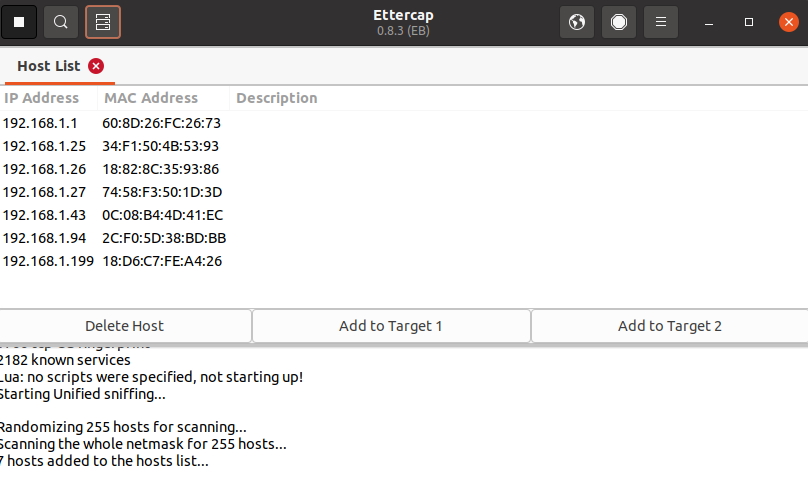 Ettercap
0.8.3 (EB)
Host List
IP Address MAC Address Description
192.168.1.1 60:8D:26:FC:26:73
192.168.1.25 34:F1:50:4B:53:93
192.168.1.26 18:82:8C:35:93:86
192.168.1.27 74:58:F3:50:1D:3D
192.168.1.43 0C:08:B4:4D:41:EC
192.168.1.94 2C:F0:5D:38:BD:BB
192.168.1.199 18:D6:C7:FE:A4:26
Delete Host Add to Target 1 Add to Target 2
2182 known services
Lua: no scripts were specified, not starting up!
Starting Unified sniffing...
Randomizing 255 hosts for scanning...
Scanning the whole netmask for 255 hosts...
7 hosts added to the hosts list...